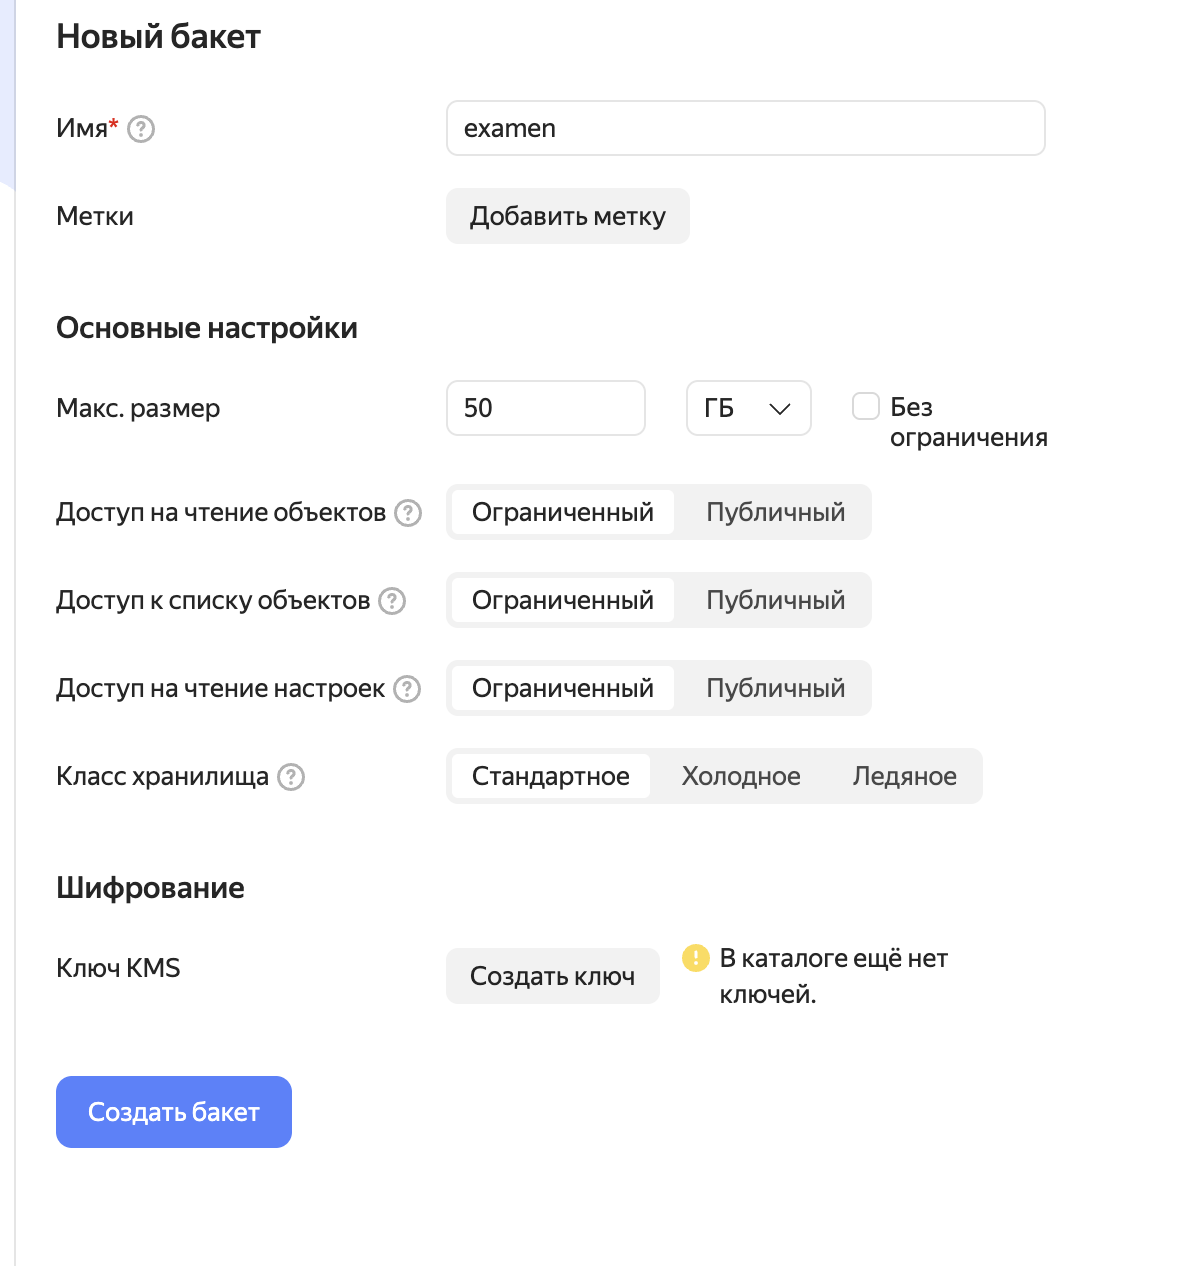 Новый бакет
Имя* ?
examen
Метки
Добавить метку
Основные настройки
Макс. размер
50
ГБ
Без
ограничения
Доступ на чтение объектов ?
Ограниченный Публичный
Доступ к списку объектов ?
Ограниченный Публичный
Доступ на чтение настроек ?
Ограниченный Публичный
Класс хранилища ?
Стандартное Холодное Ледяное
Шифрование
Ключ KMS
Создать ключ
! В каталоге ещё нет
ключей.
Создать бакет